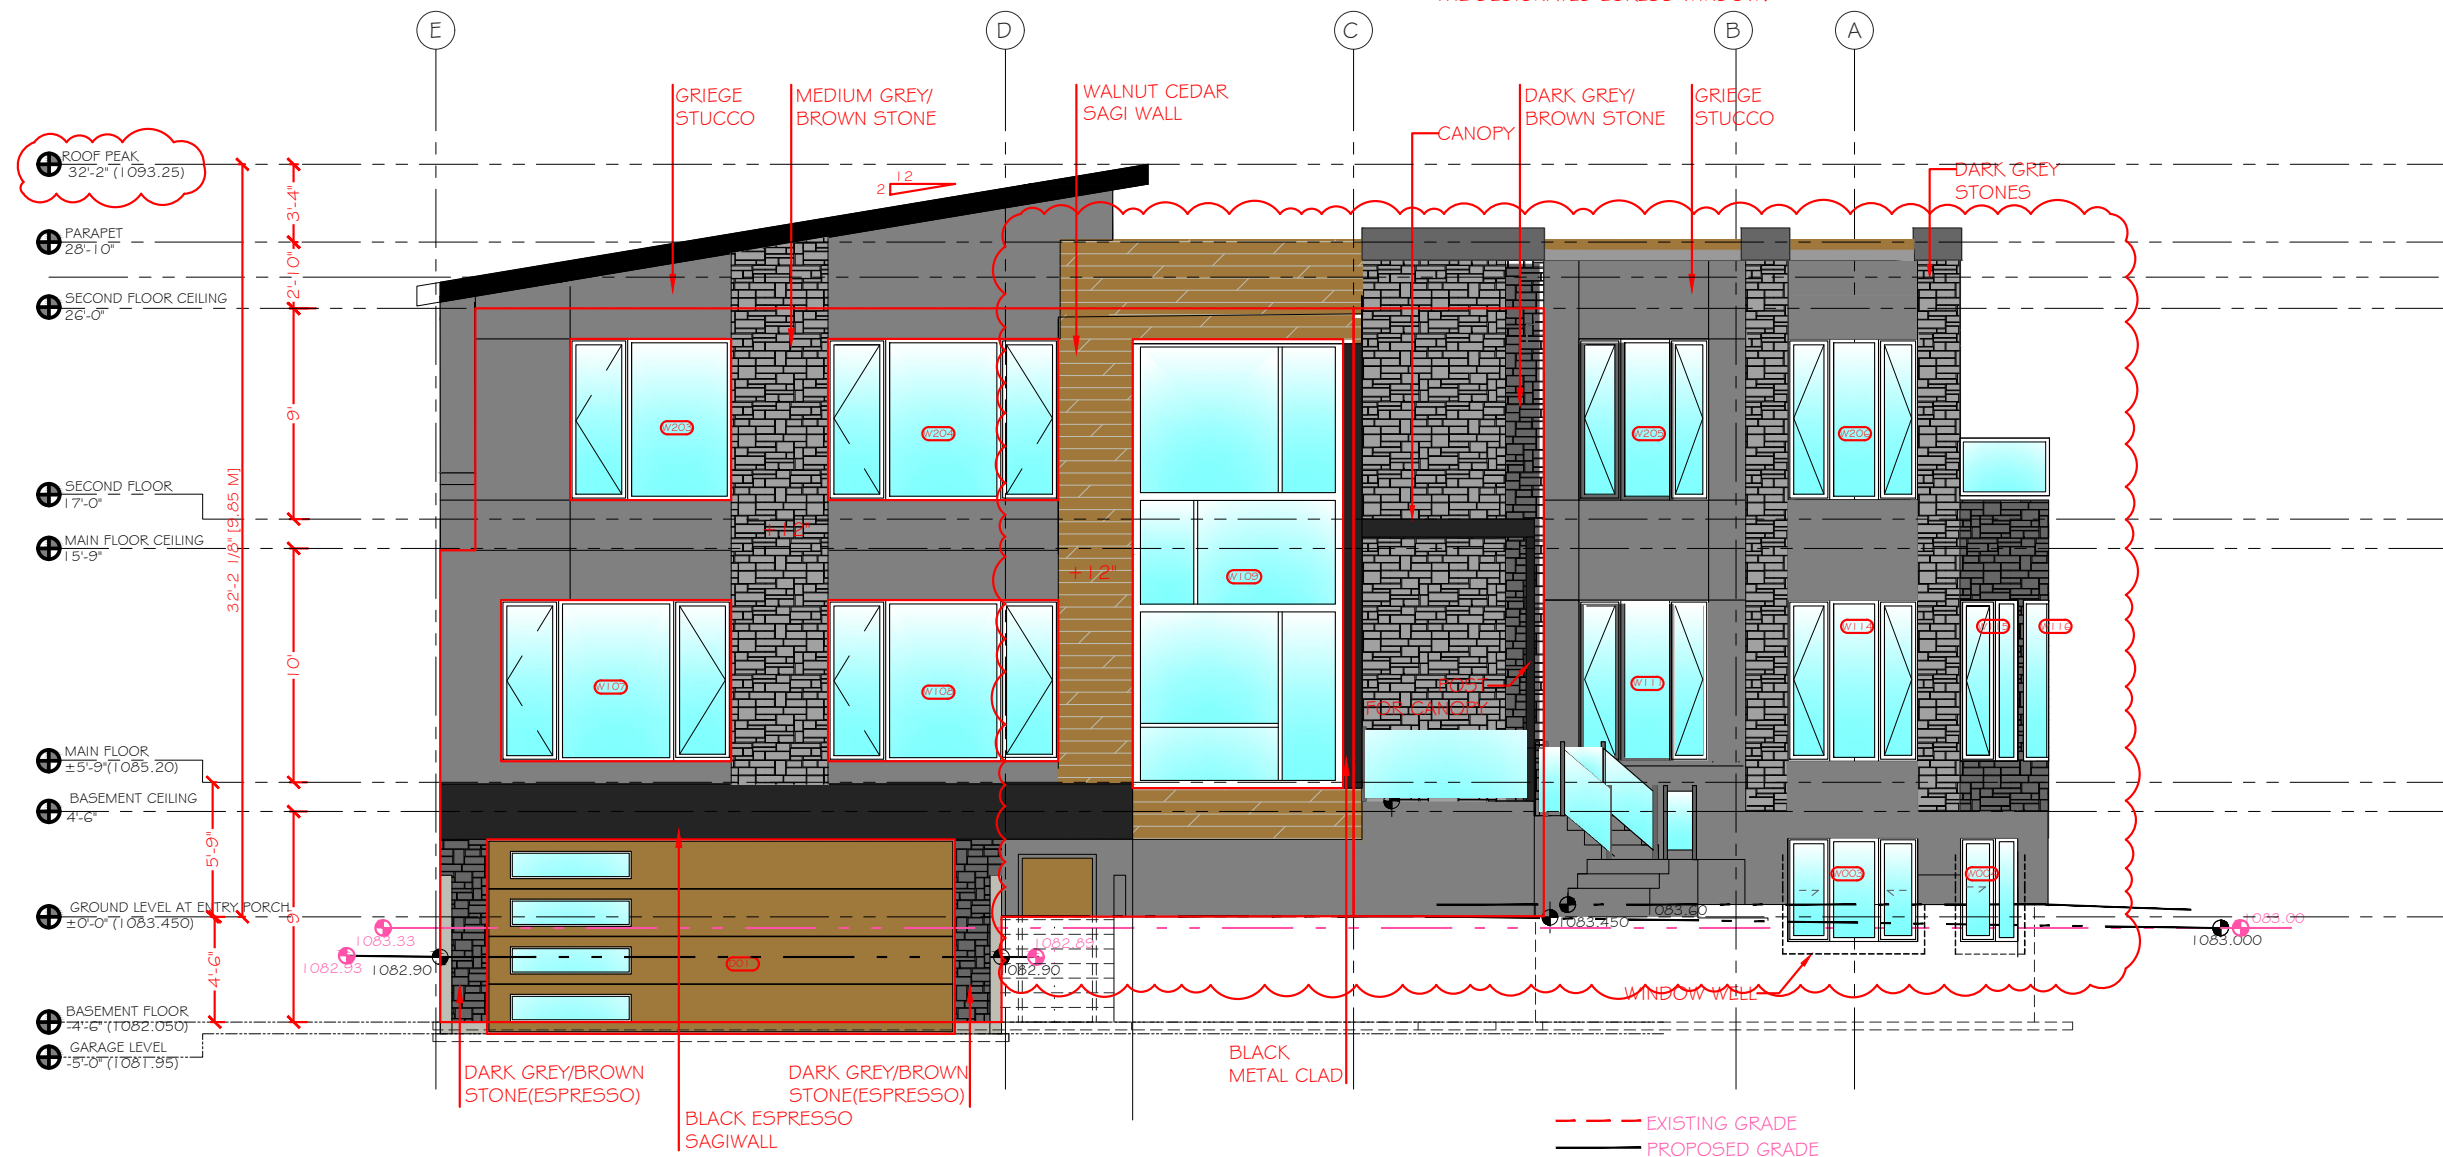 E
D
C
B
A
GRIEGE
STUCCO
MEDIUM GREY/
BROWN STONE
WALNUT CEDAR
SAGI WALL
CANOPY
DARK GREY/
BROWN STONE
GRIEGE
STUCCO
DARK GREY
STONES
ROOF PEAK
32'-2" (1093.25)
12
2
3'-4"
PARAPET
28'-10"
2'-10"
SECOND FLOOR CEILING
26'-0"
9'
W203
W204
W205
W206
SECOND FLOOR
17'-0"
32'-2 1/8" [9.85 M]
MAIN FLOOR CEILING
15'-9"
+12"
W109
10'
W107
W108
W111
W114
W115
W116
POST
FOR CANOPY
MAIN FLOOR
±5'-9"(1085.20)
BASEMENT CEILING
4'-6"
5'-9"
W003
GROUND LEVEL AT ENTRY PORCH
±0'-0" (1083.450)
9'
1083.33
1082.93
1082.90
1082.89
1082.90
1083.450
1083.60
1083.00
1083.000
4'-6"
WINDOW WELL
BASEMENT FLOOR
-4'-6" (1082.050)
GARAGE LEVEL
-5'-0" (1081.95)
DARK GREY/BROWN
STONE(ESPRESSO)
DARK GREY/BROWN
STONE(ESPRESSO)
BLACK ESPRESSO
SAGIWALL
BLACK
METAL CLAD
EXISTING GRADE
PROPOSED GRADE